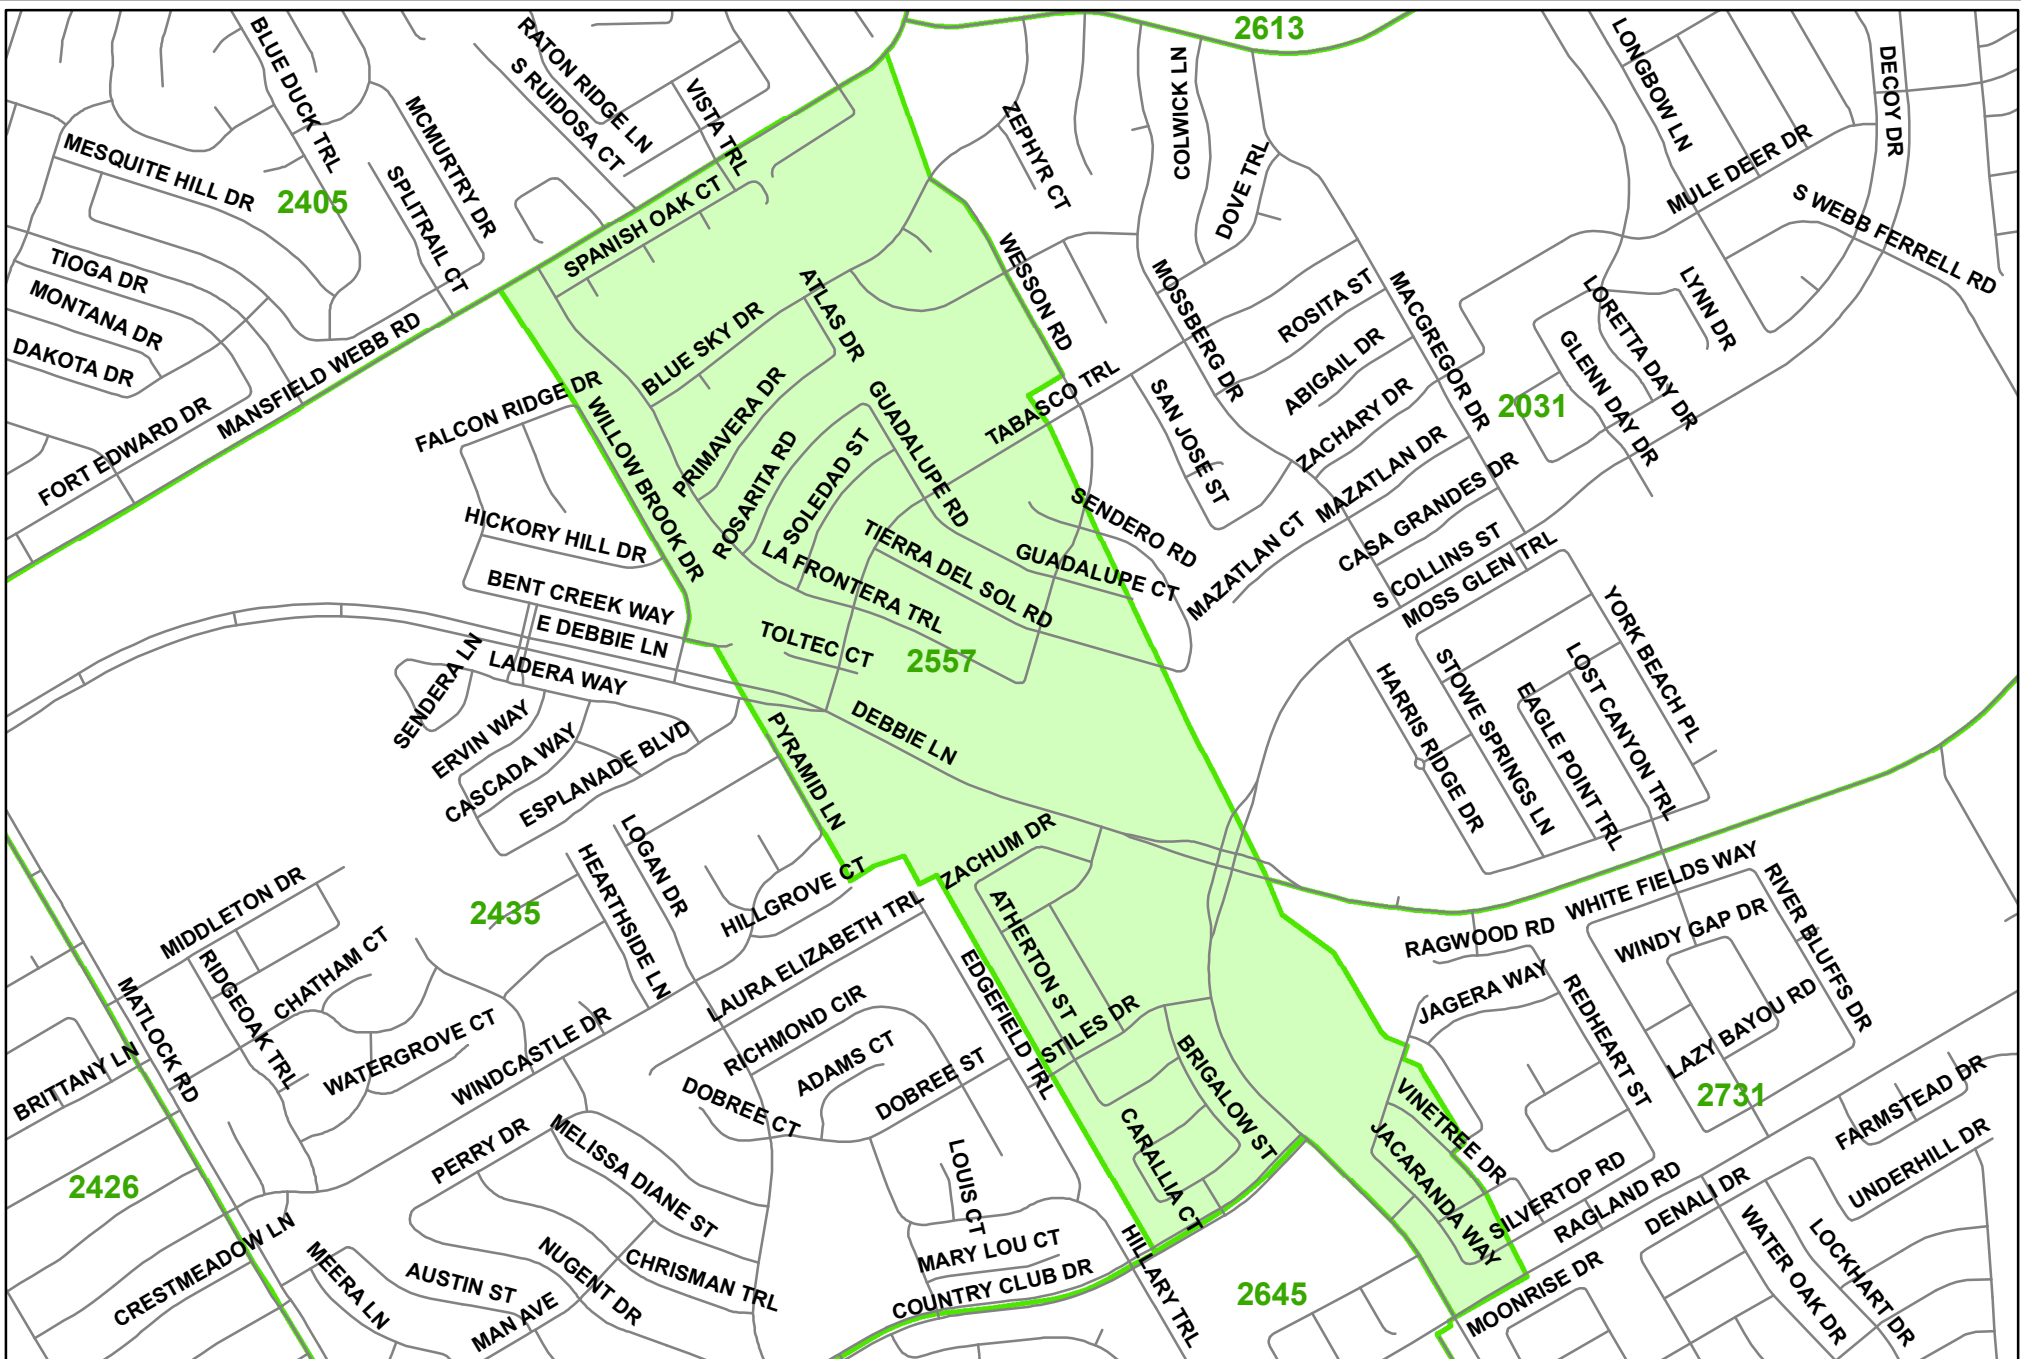 2613
BLUE DUCK TRL
RATON RIDGE LN
S RUIDOSA CT
VISTA TRL
MCMURTRY DR
SPLITRAIL CT
MESQUITE HILL DR
2405
TIOGA DR
MONTANA DR
DAKOTA DR
FORT EDWARD DR
MANSFIELD WEBB RD
SPANISH OAK CT
ZEPHYR CT
COLWICK LN
DOVE TRL
LONGBOW LN
DECOY DR
MULE DEER DR
S WEBB FERRELL RD
WESSON RD
MOSSBERG DR
ROSITA ST
ABIGAIL DR
MACGREGOR DR
LORETTA DAY DR
LYNN DR
GLENN DAY DR
2031
ATLAS DR
BLUE SKY DR
FALCON RIDGE DR
WILLOW BROOK DR
PRIMAVERA DR
ROSARITA RD
SOLEDAD ST
GUADALUPE RD
TABASCO TRL
SAN JOSE ST
ZACHARY DR
MAZATLAN DR
CASA GRANDES DR
MAZATLAN CT
SENDERO RD
GUADALUPE CT
TIERRA DEL SOL RD
LA FRONTERA TRL
HICKORY HILL DR
BENT CREEK WAY
E DEBBIE LN
LADERA WAY
SENDERA LN
TOLTEC CT
2557
S COLLINS ST
MOSS GLEN TRL
YORK BEACH PL
LOST CANYON TRL
EAGLE POINT TRL
STOWE SPRINGS LN
HARRIS RIDGE DR
ERVIN WAY
CASCADA WAY
ESPLANADE BLVD
PYRAMID LN
DEBBIE LN
ZACHUM DR
LOGAN DR
HEARTHSIDE LN
HILLGROVE CT
LAURA ELIZABETH TRL
2435
MIDDLETON DR
CHATHAM CT
RIDGEOAK TRL
MATLOCK RD
WATERGROVE CT
WINDCASTLE DR
BRITTANY LN
2426
RICHMOND CIR
ADAMS CT
DOBREE CT
DOBREE ST
EDGEFIELD TRL
ATHERTON ST
STILES DR
BRIGALOW ST
CARALLIA CT
RAGWOOD RD
WHITE FIELDS WAY
RIVER BLUFFS DR
WINDY GAP DR
LAZY BAYOU RD
JAGERA WAY
REDHEART ST
2731
VINETREE DR
JACARANDA WAY
SILVERTOP RD
RAGLAND RD
DENALI DR
FARMSTEAD DR
UNDERHILL DR
LOCKHART DR
WATER OAK DR
MOONRISE DR
2645
PERRY DR
MELISSA DIANE ST
LOUIS CT
MARY LOU CT
COUNTRY CLUB DR
HILLARY TRL
CRESTMEADOW LN
MEERA LN
AUSTIN ST
NUGENT DR
CHRISMAN TRL
MAN AVE